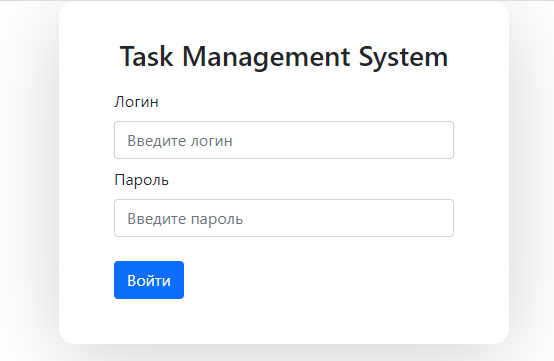 Task Management System
Логин
Введите логин
Пароль
Введите пароль
Войти